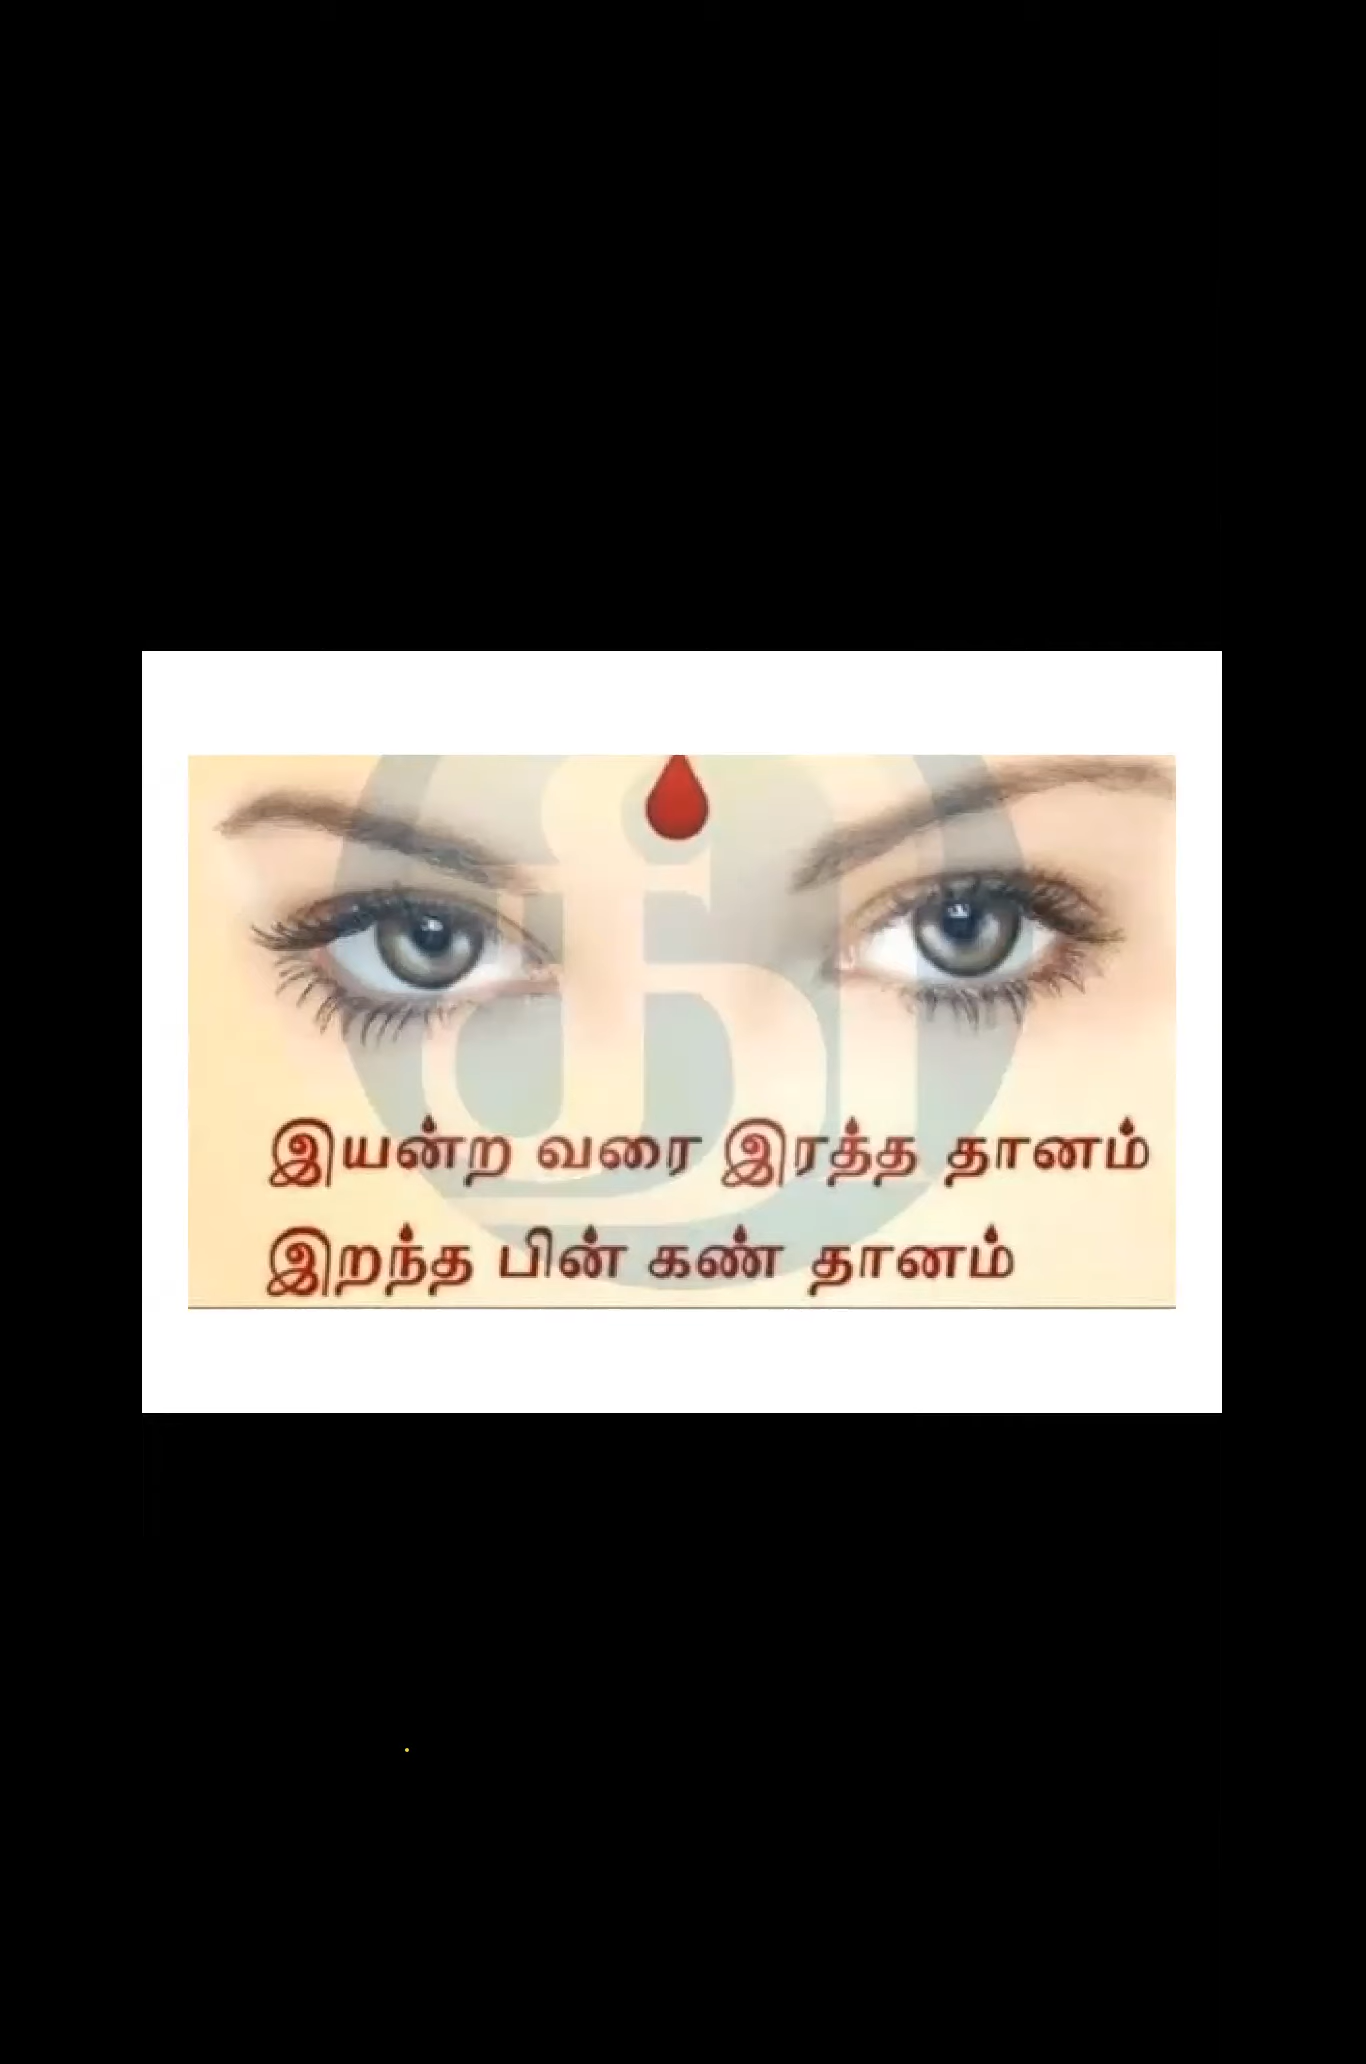 இயன்ற வரை இரத்த தானம்
இறந்த பின் கண் தானம்